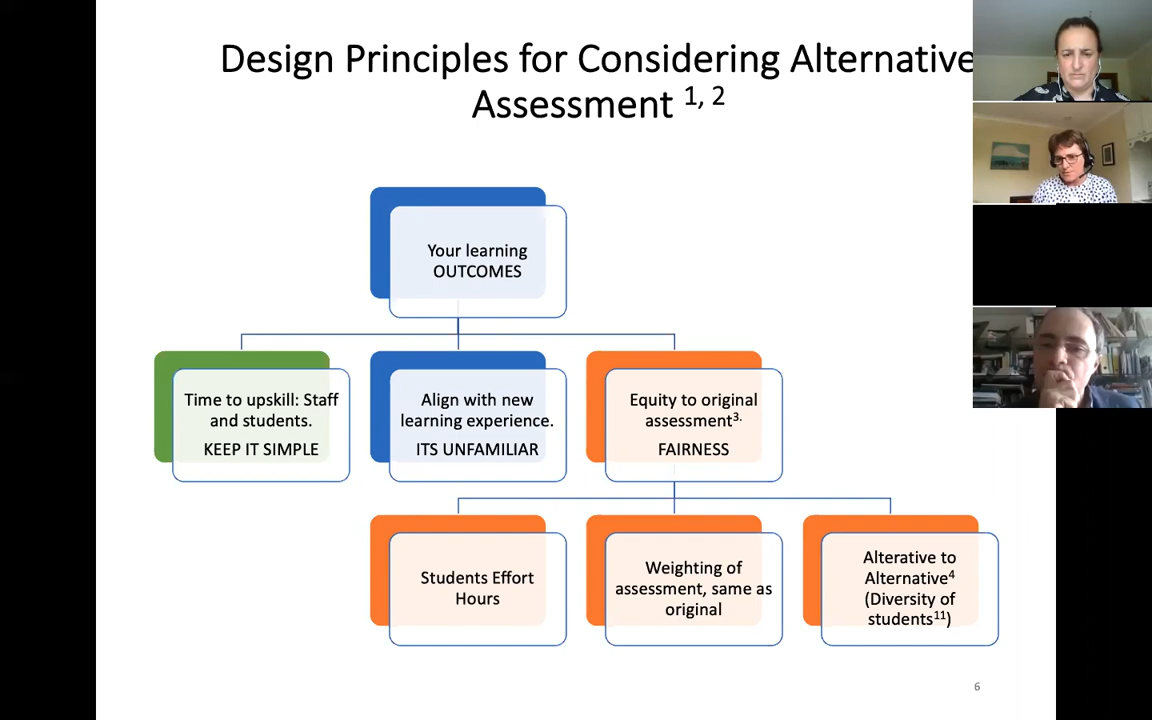 Design Principles for Considering Alternative
Assessment 1, 2
Your learning
OUTCOMES
Time to upskill: Staff
and students.
KEEP IT SIMPLE
Align with new
learning experience.
ITS UNFAMILIAR
Equity to original
assessment3.
FAIRNESS
Students Effort
Hours
Weighting of
assessment, same as
original
Alterative to
Alternative4
(Diversity of
students11)
6